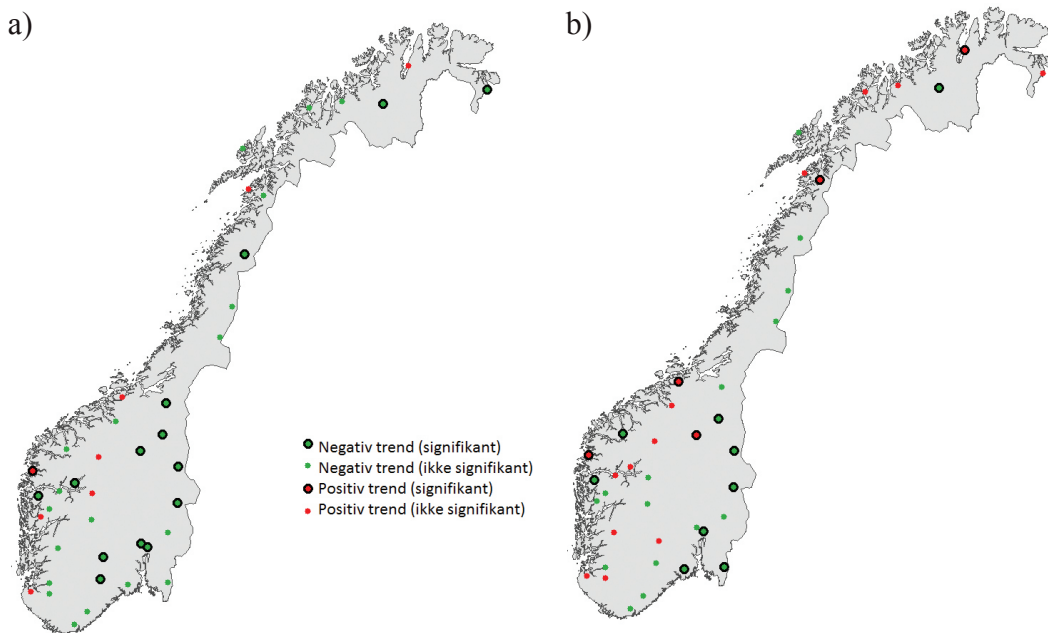 a)
b)
Negativ trend (signifikant)
Negativ trend (ikke signifikant)
Positiv trend (signifikant)
Positiv trend (ikke signifikant)